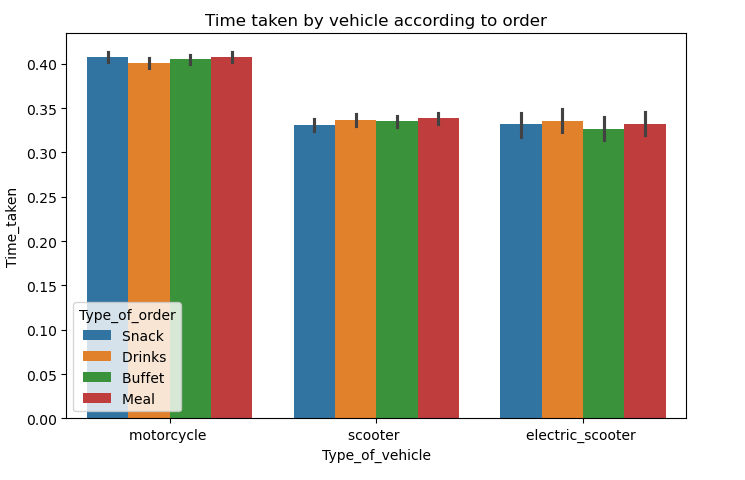 Time taken by vehicle according to order
0.40
0.35
0.30
0.25
0.20
0.15
0.10
0.05
0.00
Time_taken
Type_of_order
Snack
Drinks
Buffet
Meal
motorcycle
scooter
electric_scooter
Type_of_vehicle